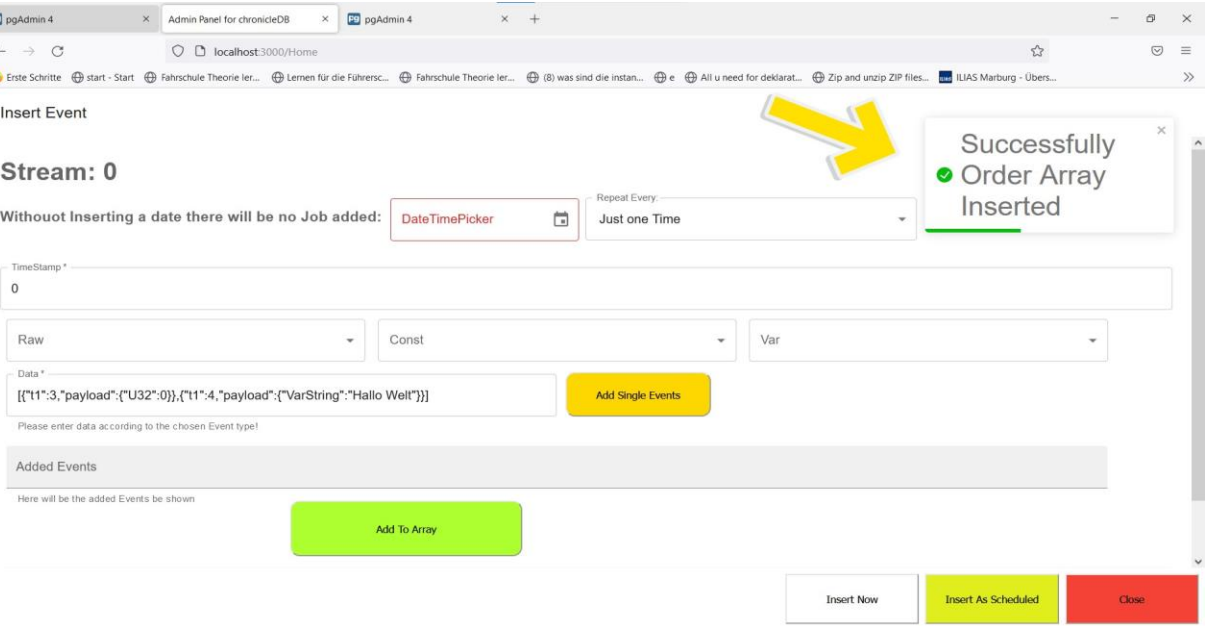 pgAdmin 4
Admin Panel for chronicleDB
pgAdmin 4
localhost:3000/Home
Erste Schritte start - Start Fahrschule Theorie ler... Lernen für die Führersc... Fahrschule Theorie ler... (8) was sind die instan... e All u need for deklarat... Zip and unzip ZIP files... ILIAS Marburg - Übers...
Insert Event
Successfully
Order Array
Inserted
Stream: 0
Withouot Inserting a date there will be no Job added:
DateTimePicker
Repeat Every:
Just one Time
TimeStamp *
0
Raw
Const
Var
Data *
[{"t1":3,"payload":{"U32":0}},{"t1":4,"payload":{"VarString":"Hallo Welt"}}]
Add Single Events
Please enter data according to the chosen Event type!
Added Events
Here will be the added Events be shown
Add To Array
Insert Now
Insert As Scheduled
Close